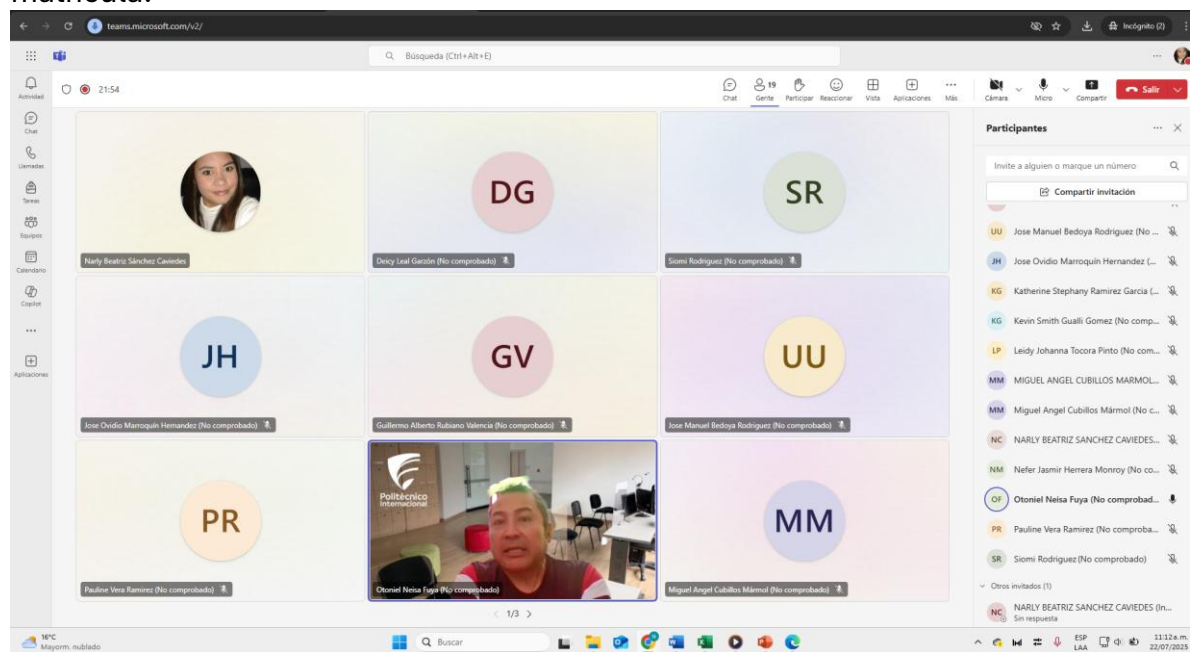 matrícula.
teams.microsoft.com/v2/
Incógnito (2)
Búsqueda (Ctrl+Alt+E)
Actividad
Chat
Llamadas
Tareas
Equipos
Calendario
Copilot
Aplicaciones
21:54
Chat
19
Gente
Participar
Reaccionar
Vista
Aplicaciones
Más
Cámara
Micro
Compartir
Salir
Narly Beatriz Sánchez Caviedes
DG
Deicy Leal Garzón (No comprobado)
SR
Siomi Rodriguez (No comprobado)
JH
Jose Ovidio Marroquín Hernandez (No comprobado)
GV
Guillermo Alberto Rubiano Valencia (No comprobado)
UU
Jose Manuel Bedoya Rodriguez (No comprobado)
PR
Pauline Vera Ramirez (No comprobado)
Politécnico
Internacional
Otoniel Neisa Fuya (No comprobado)
MM
Miguel Angel Cubillos Mármol (No comprobado)
1/3
Participantes
Invite a alguien o marque un número
Compartir invitación
UU Jose Manuel Bedoya Rodriguez (No ...
JH Jose Ovidio Marroquín Hernandez (...
KG Katherine Stephany Ramirez Garcia (...
KG Kevin Smith Gualli Gomez (No comp...
LP Leidy Johanna Tocora Pinto (No com...
MM MIGUEL ANGEL CUBILLOS MARMOL...
MM Miguel Angel Cubillos Mármol (No c...
NC NARLY BEATRIZ SANCHEZ CAVIEDES...
NM Nefer Jasmir Herrera Monroy (No co...
OF Otoniel Neisa Fuya (No comprobad...
PR Pauline Vera Ramirez (No comproba...
SR Siomi Rodriguez (No comprobado)
Otros invitados (1)
NC NARLY BEATRIZ SANCHEZ CAVIEDES (In...
Sin respuesta
16°C
Mayorm. nublado
Buscar
ESP
LAA
11:12 a.m.
22/07/2025